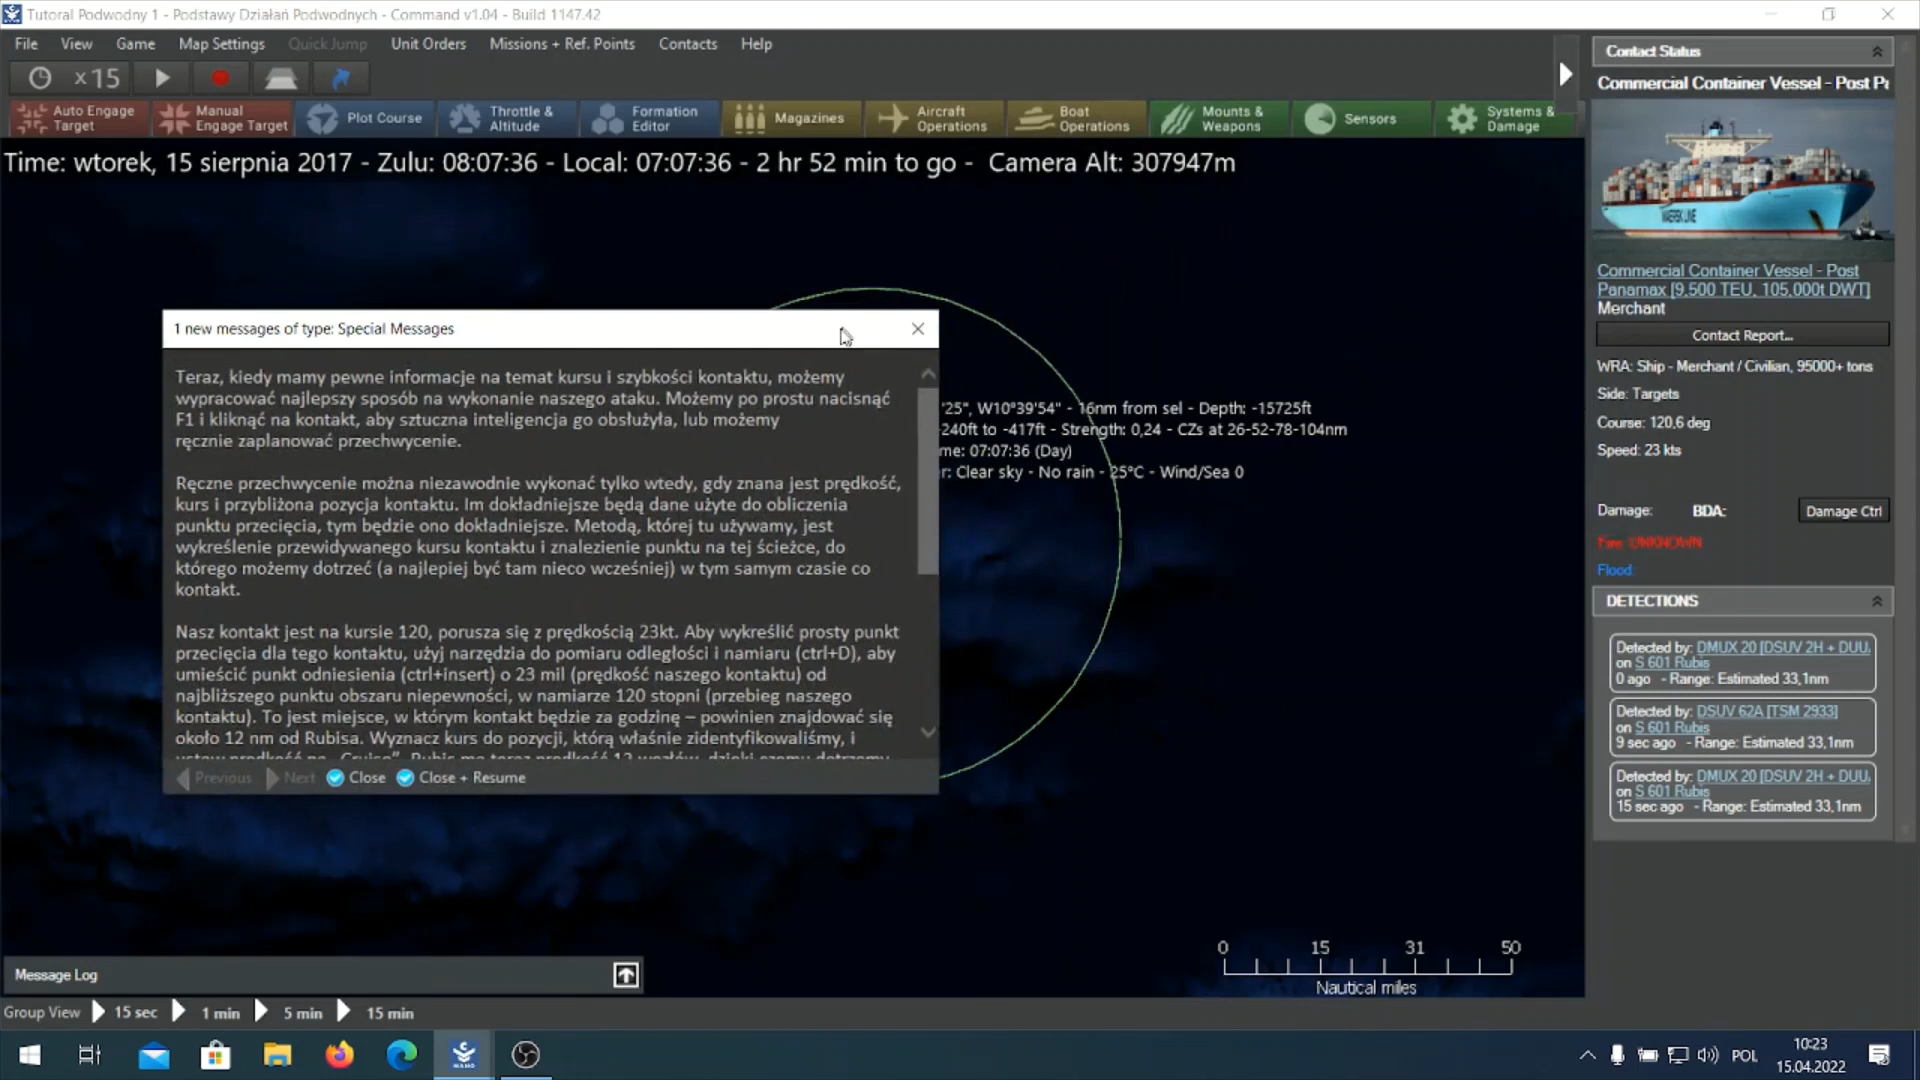 Tutoral Podwodny 1 - Podstawy Działań Podwodnych - Command v1.04 - Build 1147.42
File View Game Map Settings Quick Jump Unit Orders Missions + Ref. Points Contacts Help
x 15
Auto Engage Target
Manual Engage Target
Plot Course
Throttle & Altitude
Formation Editor
Magazines
Aircraft Operations
Boat Operations
Mounts & Weapons
Sensors
Systems & Damage
Time: wtorek, 15 sierpnia 2017 - Zulu: 08:07:36 - Local: 07:07:36 - 2 hr 52 min to go - Camera Alt: 307947m
1 new messages of type: Special Messages
Teraz, kiedy mamy pewne informacje na temat kursu i szybkości kontaktu, możemy
wypracować najlepszy sposób na wykonanie naszego ataku. Możemy po prostu nacisnąć
F1 i kliknąć na kontakt, aby sztuczna inteligencja go obsłużyła, lub możemy
ręcznie zaplanować przechwycenie.
Ręczne przechwycenie można niezawodnie wykonać tylko wtedy, gdy znana jest prędkość,
kurs i przybliżona pozycja kontaktu. Im dokładniejsze będą dane użyte do obliczenia
punktu przecięcia, tym będzie ono dokładniejsze. Metodą, której tu używamy, jest
wykreślenie przewidywanego kursu kontaktu i znalezienie punktu na tej ścieżce, do
którego możemy dotrzeć (a najlepiej być tam nieco wcześniej) w tym samym czasie co
kontakt.
Nasz kontakt jest na kursie 120, porusza się z prędkością 23kt. Aby wykreślić prosty punkt
przecięcia dla tego kontaktu, użyj narzędzia do pomiaru odległości i namiaru (ctrl+D), aby
umieścić punkt odniesienia (ctrl+insert) o 23 mil (prędkość naszego kontaktu) od
najbliższego punktu obszaru niepewności, w namiarze 120 stopni (przebieg naszego
kontaktu). To jest miejsce, w którym kontakt będzie za godzinę – powinien znajdować się
około 12 nm od Rubisa. Wyznacz kurs do pozycji, którą właśnie zidentyfikowaliśmy, i
Previous Next Close Close + Resume
'25", W10°39'54" - 16nm from sel - Depth: -15725ft
-240ft to -417ft - Strength: 0,24 - CZs at 26-52-78-104nm
me: 07:07:36 (Day)
r: Clear sky - No rain - 25°C - Wind/Sea 0
0 15 31 50
Nautical miles
Message Log
Group View 15 sec 1 min 5 min 15 min
Contact Status
Commercial Container Vessel - Post Pa
MAERSK LINE
Commercial Container Vessel - Post
Panamax [9,500 TEU, 105,000t DWT]
Merchant
Contact Report...
WRA: Ship - Merchant / Civilian, 95000+ tons
Side: Targets
Course: 120,6 deg
Speed: 23 kts
Damage: BDA: Damage Ctrl
Fire: UNKNOWN
Flood:
DETECTIONS
Detected by: DMUX 20 [DSUV 2H + DUU
on S 601 Rubis
0 ago - Range: Estimated 33,1nm
Detected by: DSUV 62A [TSM 2933]
on S 601 Rubis
9 sec ago - Range: Estimated 33,1nm
Detected by: DMUX 20 [DSUV 2H + DUU
on S 601 Rubis
15 sec ago - Range: Estimated 33,1nm
POL
10:23
15.04.2022